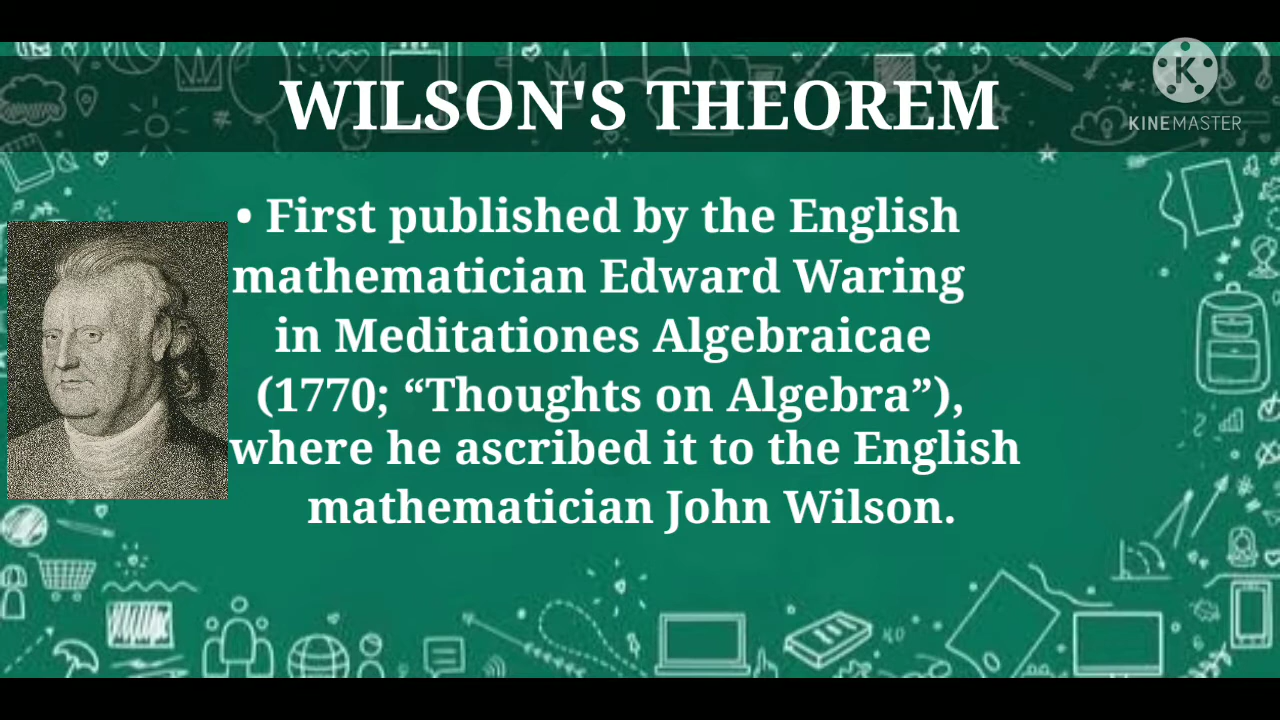 WILSON'S THEOREM
K
KINEMASTER
• First published by the English
mathematician Edward Waring
in Meditationes Algebraicae
(1770; “Thoughts on Algebra”),
where he ascribed it to the English
mathematician John Wilson.